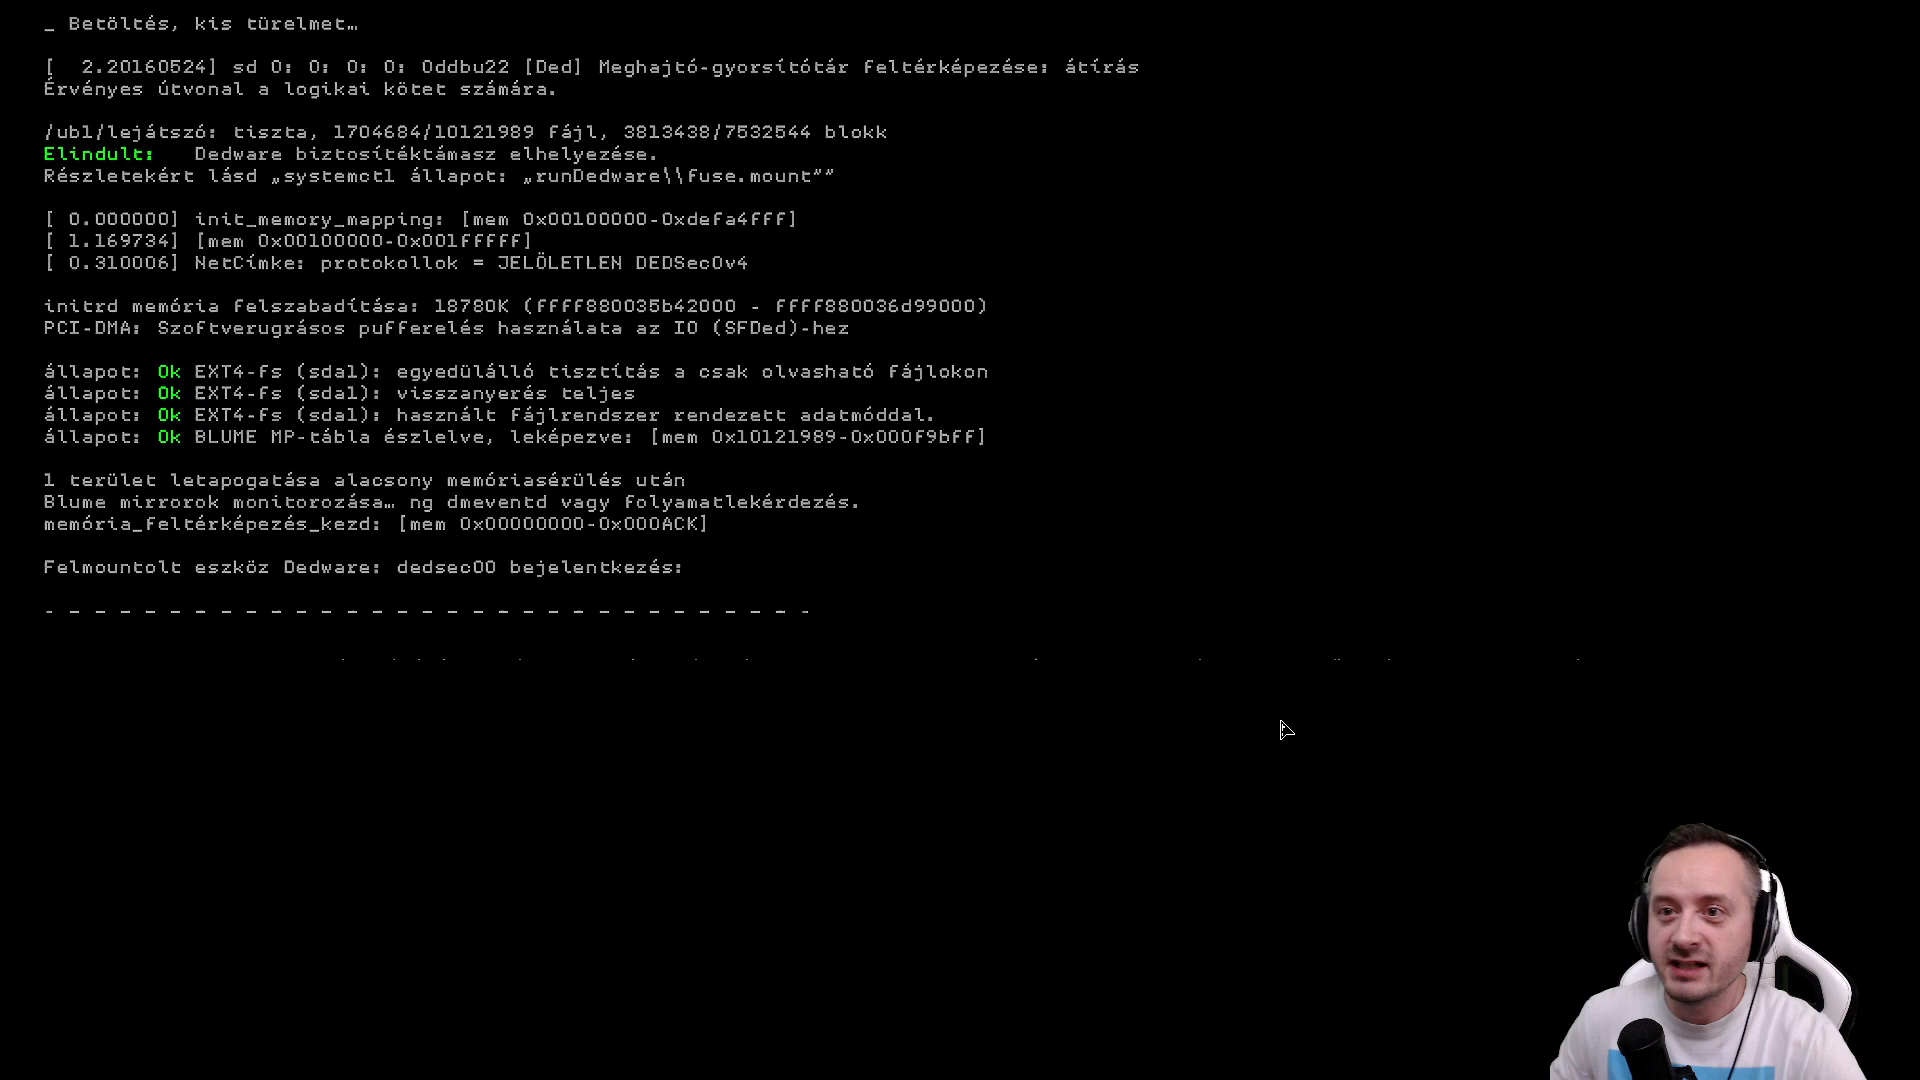 _ Betöltés, kis türelmet…
[  2.20160524] sd 0: 0: 0: 0: 0ddbu22 [Ded] Meghajtó-gyorsítótár feltérképezése: átírás
Érvényes útvonal a logikai kötet számára.
/ubl/lejátszó: tiszta, 1704684/10121989 fájl, 3813438/7532544 blokk
Elindult:   Dedware biztosítéktámasz elhelyezése.
Részletekért lásd „systemctl állapot: „runDedware\\fuse.mount””
[ 0.000000] init_memory_mapping: [mem 0x00100000-0xdefa4fff]
[ 1.169734] [mem 0x00100000-0x001fffff]
[ 0.310006] NetCímke: protokollok = JELÖLETLEN DEDSec0v4
initrd memória felszabadítása: 18780K (ffff880035b42000 - ffff880036d99000)
PCI-DMA: Szoftverugrásos pufferelés használata az IO (SFDed)-hez
állapot: Ok EXT4-fs (sda1): egyedülálló tisztítás a csak olvasható fájlokon
állapot: Ok EXT4-fs (sda1): visszanyerés teljes
állapot: Ok EXT4-fs (sda1): használt fájlrendszer rendezett adatmóddal.
állapot: Ok BLUME MP-tábla észlelve, leképezve: [mem 0x10121989-0x000f9bff]
1 terület letapogatása alacsony memóriasérülés után
Blume mirrorok monitorozása… ng dmeventd vagy folyamatlekérdezés.
memória_feltérképezés_kezd: [mem 0x00000000-0x000ACK]
Felmountolt eszköz Dedware: dedsec00 bejelentkezés:
- - - - - - - - - - - - - - - - - - - - - - - - - - - - - - -